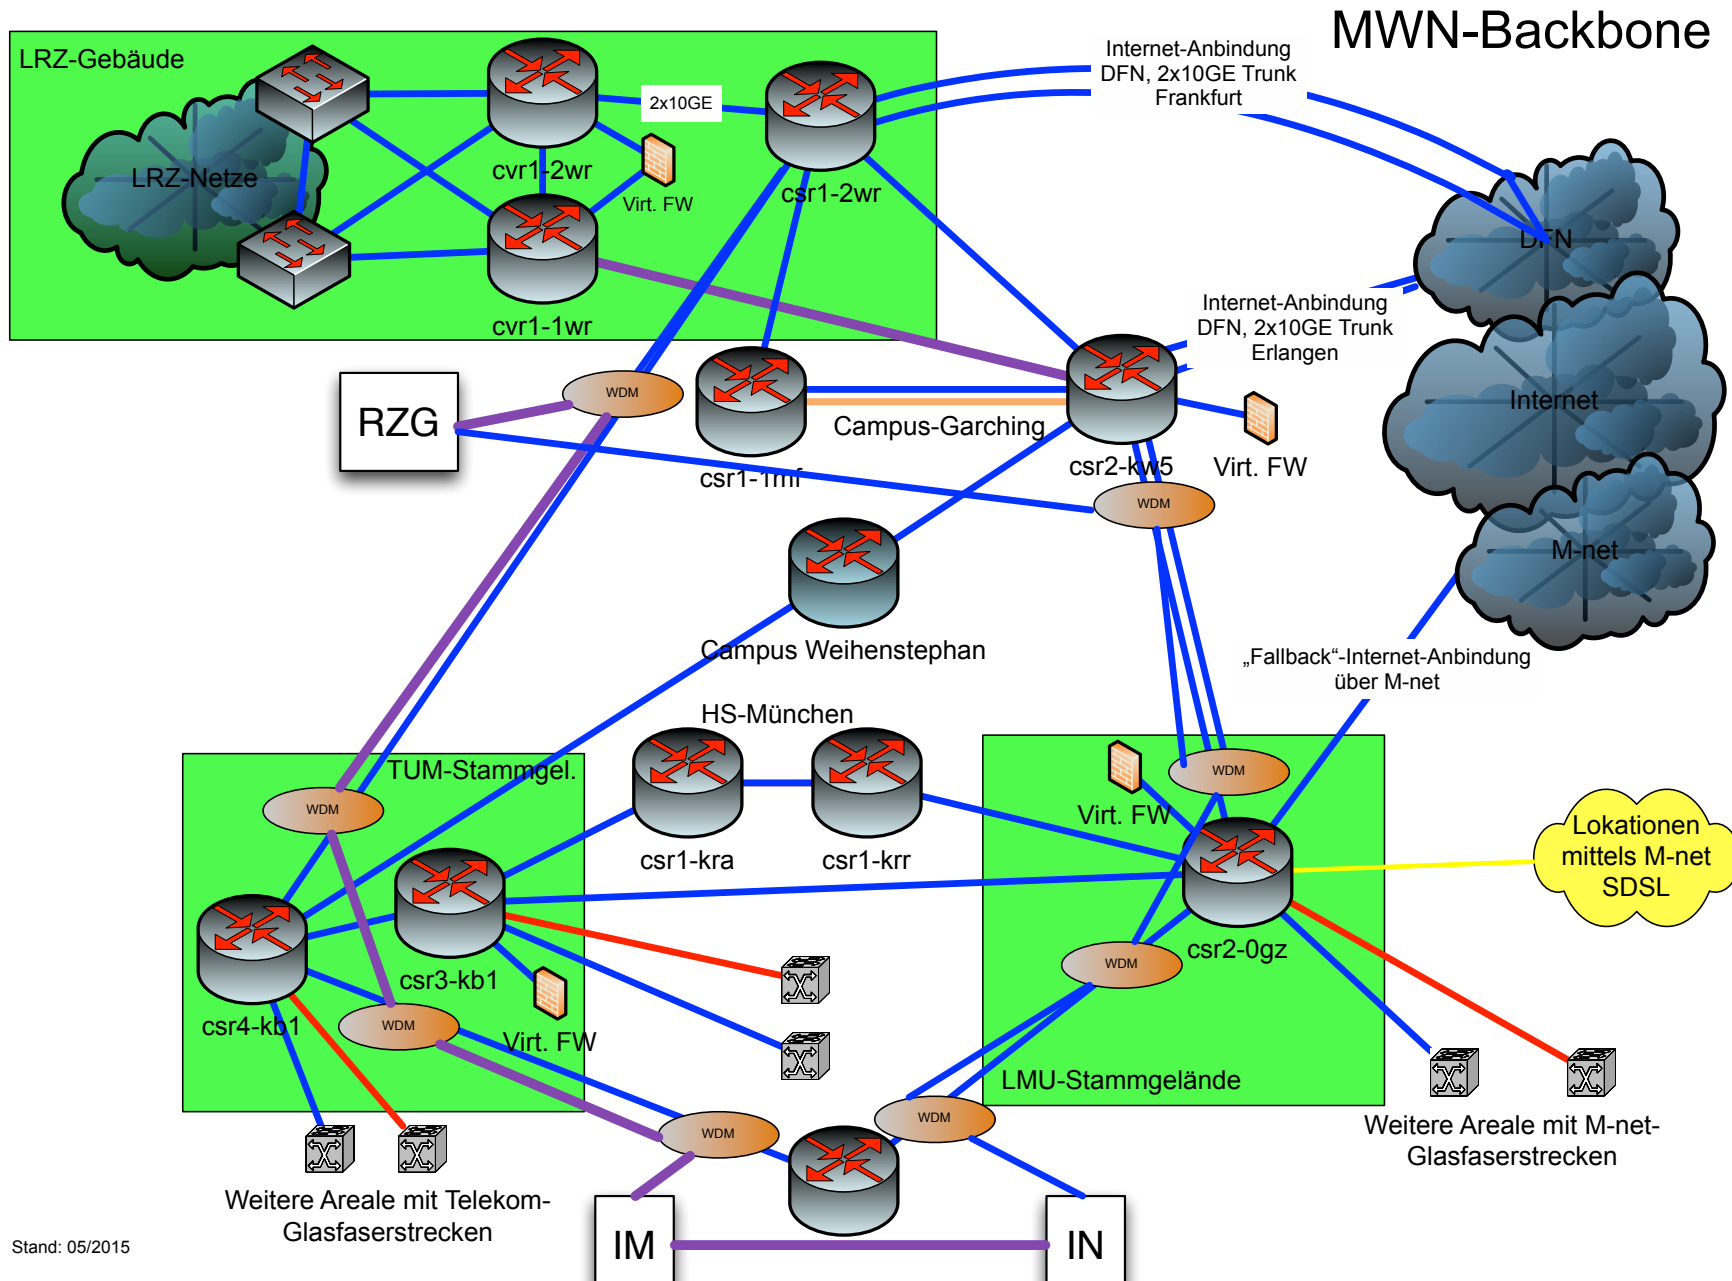 MWN-Backbone
LRZ-Gebäude
Internet-Anbindung
DFN, 2x10GE Trunk
Frankfurt
2x10GE
LRZ-Netze
cvr1-2wr
Virt. FW
csr1-2wr
DFN
cvr1-1wr
Internet-Anbindung
DFN, 2x10GE Trunk
Erlangen
WDM
RZG
Internet
Campus-Garching
csr1-1mf
csr2-kw5
Virt. FW
WDM
M-net
Campus Weihenstephan
„Fallback“-Internet-Anbindung
über M-net
HS-München
TUM-Stammgel.
WDM
WDM
Virt. FW
Lokationen
mittels M-net
SDSL
csr1-kra
csr1-krr
csr2-0gz
WDM
csr3-kb1
csr4-kb1
WDM
Virt. FW
LMU-Stammgelände
WDM
WDM
Weitere Areale mit M-net-
Glasfaserstrecken
Weitere Areale mit Telekom-
Glasfaserstrecken
IM
IN
Stand: 05/2015